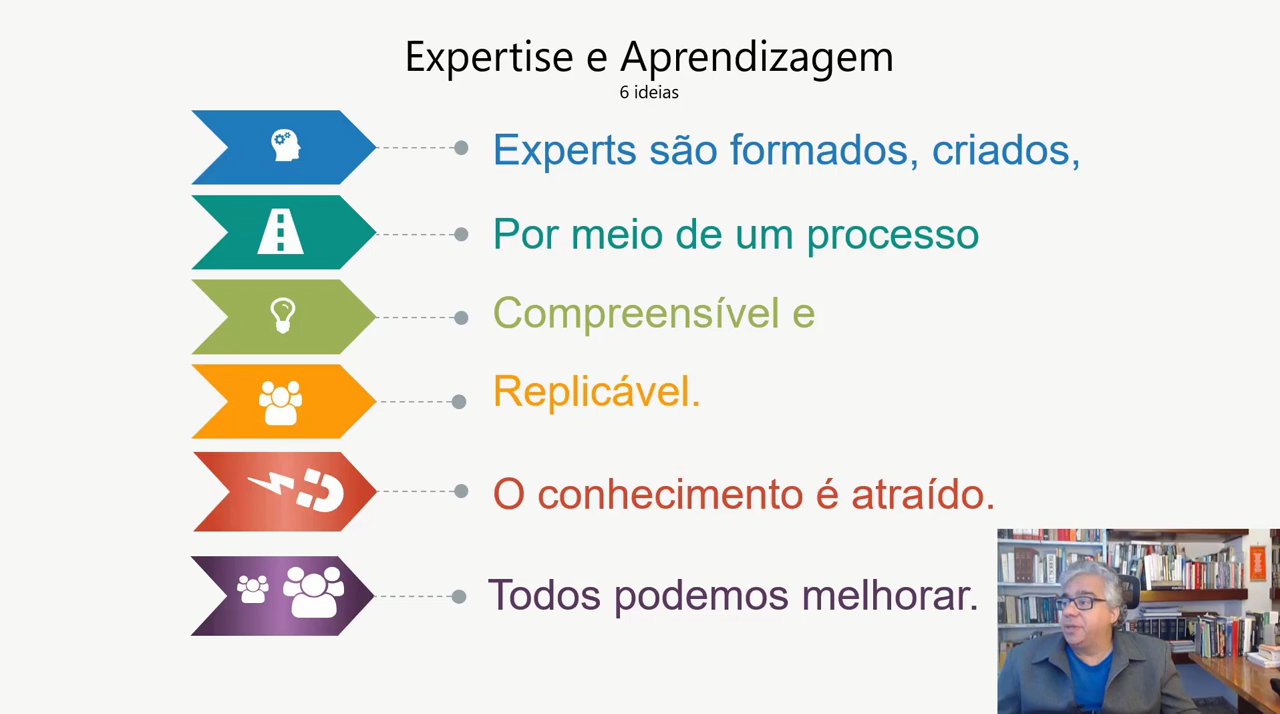 Expertise e Aprendizagem
6 ideias
Experts são formados, criados,
Por meio de um processo
Compreensível e
Replicável.
O conhecimento é atraído.
Todos podemos melhorar.